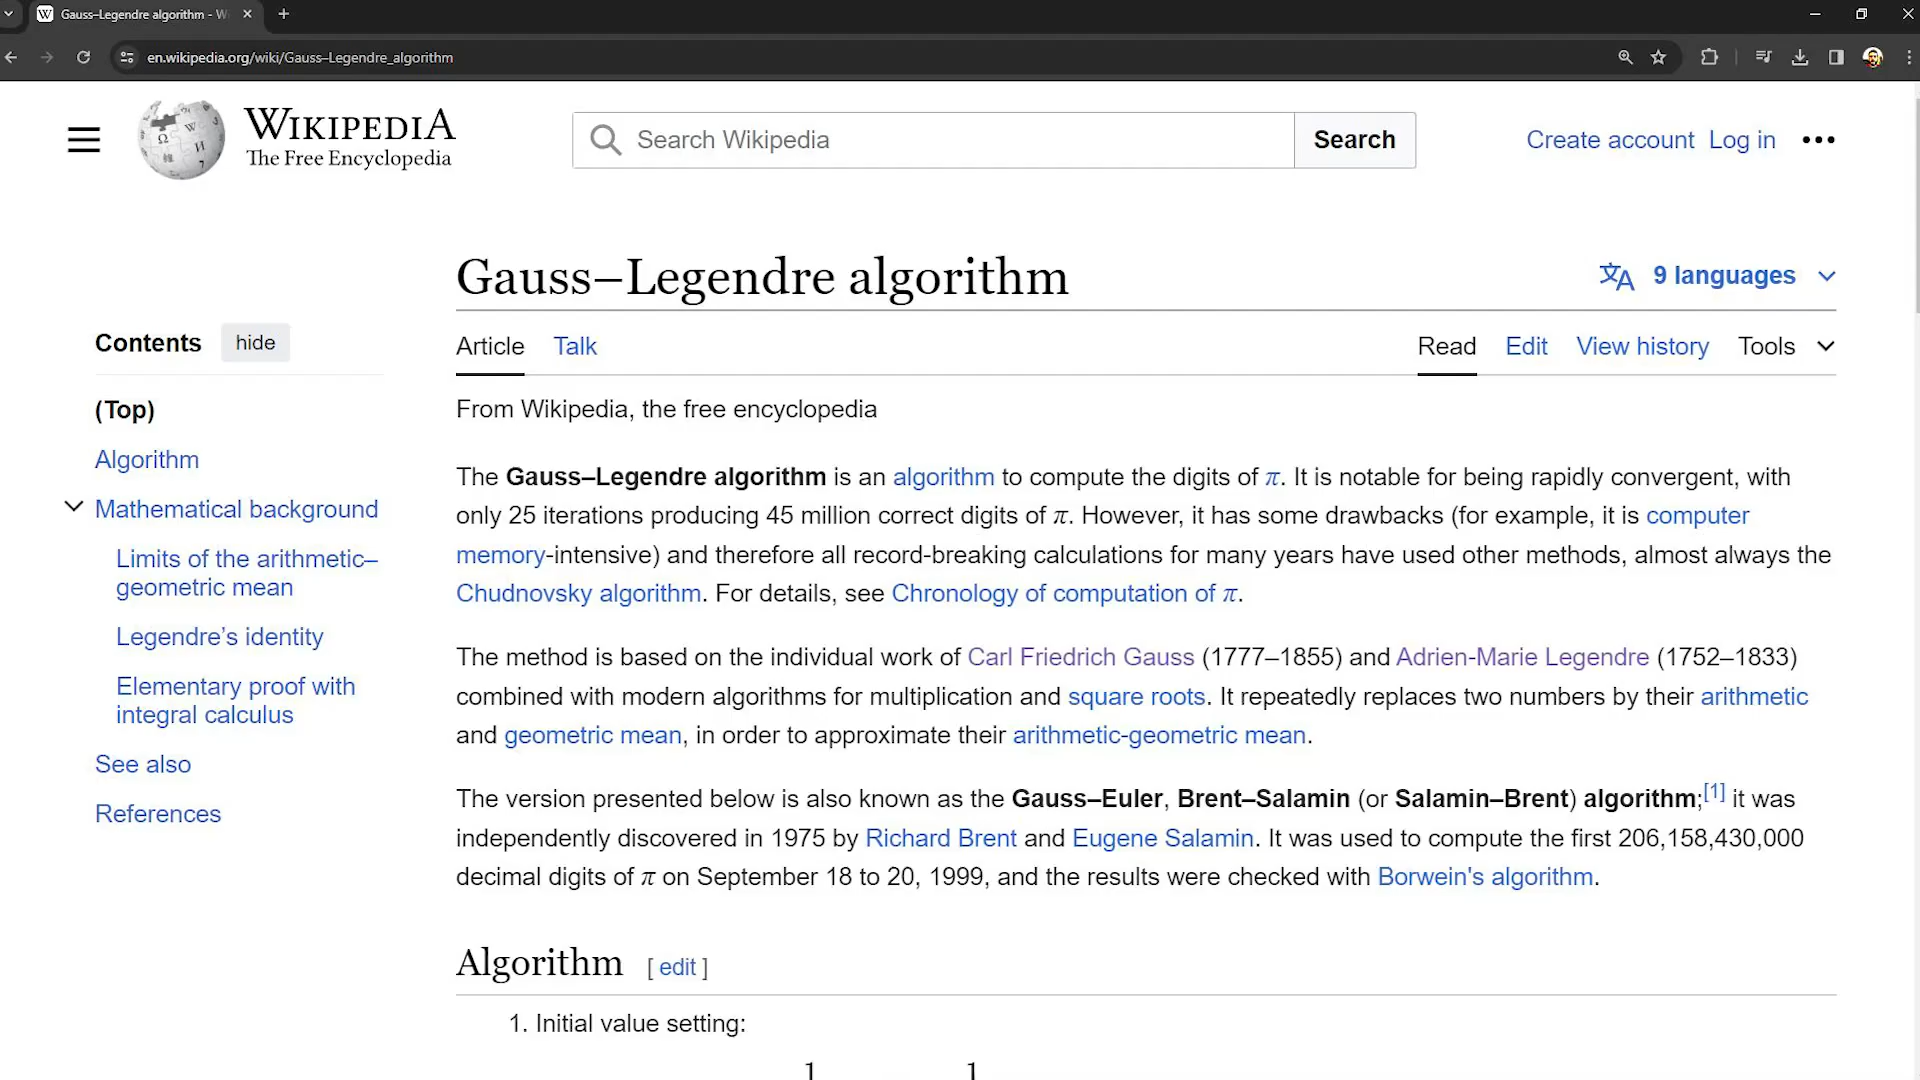 Gauss–Legendre algorithm - W
en.wikipedia.org/wiki/Gauss–Legendre_algorithm
WIKIPEDIA
The Free Encyclopedia
Search Wikipedia
Search
Create account Log in
Gauss–Legendre algorithm
9 languages
Contents hide
Article Talk
Read Edit View history Tools
(Top)
Algorithm
Mathematical background
Limits of the arithmetic–
geometric mean
Legendre’s identity
Elementary proof with
integral calculus
See also
References
From Wikipedia, the free encyclopedia
The Gauss–Legendre algorithm is an algorithm to compute the digits of π. It is notable for being rapidly convergent, with
only 25 iterations producing 45 million correct digits of π. However, it has some drawbacks (for example, it is computer
memory-intensive) and therefore all record-breaking calculations for many years have used other methods, almost always the
Chudnovsky algorithm. For details, see Chronology of computation of π.
The method is based on the individual work of Carl Friedrich Gauss (1777–1855) and Adrien-Marie Legendre (1752–1833)
combined with modern algorithms for multiplication and square roots. It repeatedly replaces two numbers by their arithmetic
and geometric mean, in order to approximate their arithmetic-geometric mean.
The version presented below is also known as the Gauss–Euler, Brent–Salamin (or Salamin–Brent) algorithm;[1] it was
independently discovered in 1975 by Richard Brent and Eugene Salamin. It was used to compute the first 206,158,430,000
decimal digits of π on September 18 to 20, 1999, and the results were checked with Borwein's algorithm.
Algorithm [ edit ]
1. Initial value setting:
1 1